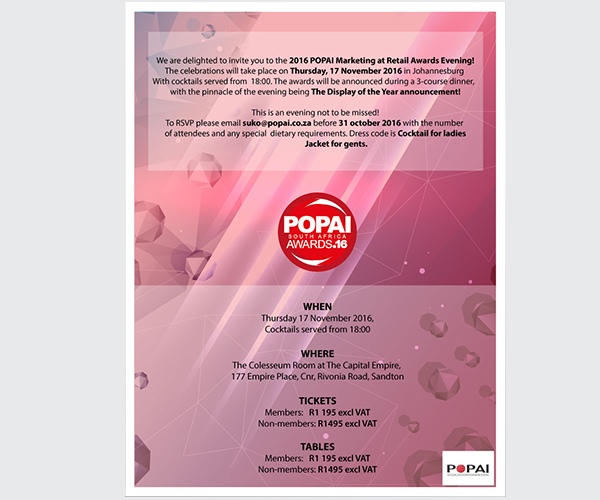 We are delighted to invite you to the 2016 POPAI Marketing at Retail Awards Evening!
The celebrations will take place on Thursday, 17 November 2016 in Johannesburg
With cocktails served from 18:00. The awards will be announced during a 3-course dinner,
with the pinnacle of the evening being The Display of the Year announcement!
This is an evening not to be missed!
To RSVP please email suko@popai.co.za before 31 october 2016 with the number
of attendees and any special dietary requirements. Dress code is Cocktail for ladies
Jacket for gents.
POPAI
SOUTH AFRICA
AWARDS.16
WHEN
Thursday 17 November 2016,
Cocktails served from 18:00
WHERE
The Colesseum Room at The Capital Empire,
177 Empire Place, Cnr, Rivonia Road, Sandton
TICKETS
Members: R1 195 excl VAT
Non-members: R1495 excl VAT
TABLES
Members: R1 195 excl VAT
Non-members: R1495 excl VAT
POPAI